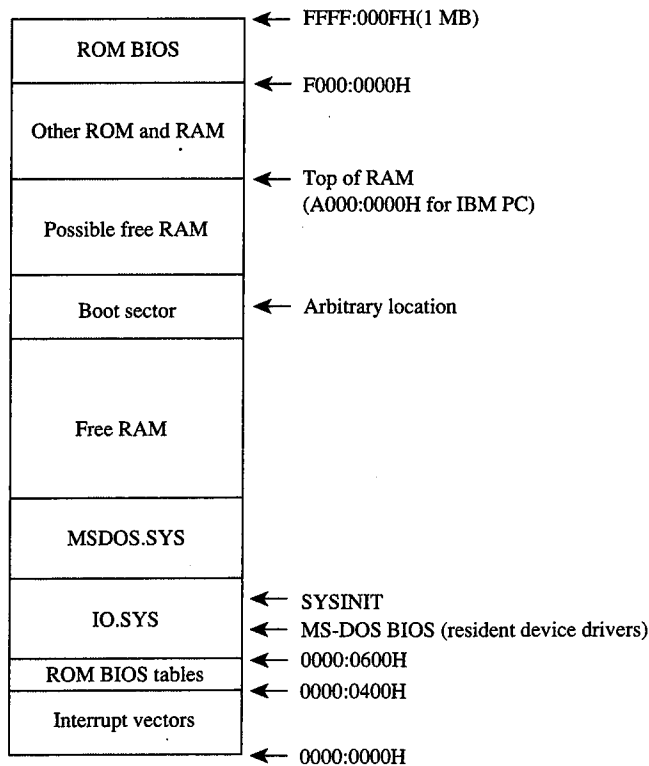 FFFF:000FH(1 MB)
ROM BIOS
F000:0000H
Other ROM and RAM
Top of RAM
(A000:0000H for IBM PC)
Possible free RAM
Boot sector
Arbitrary location
Free RAM
MSDOS.SYS
SYSINIT
IO.SYS
MS-DOS BIOS (resident device drivers)
0000:0600H
ROM BIOS tables
0000:0400H
Interrupt vectors
0000:0000H